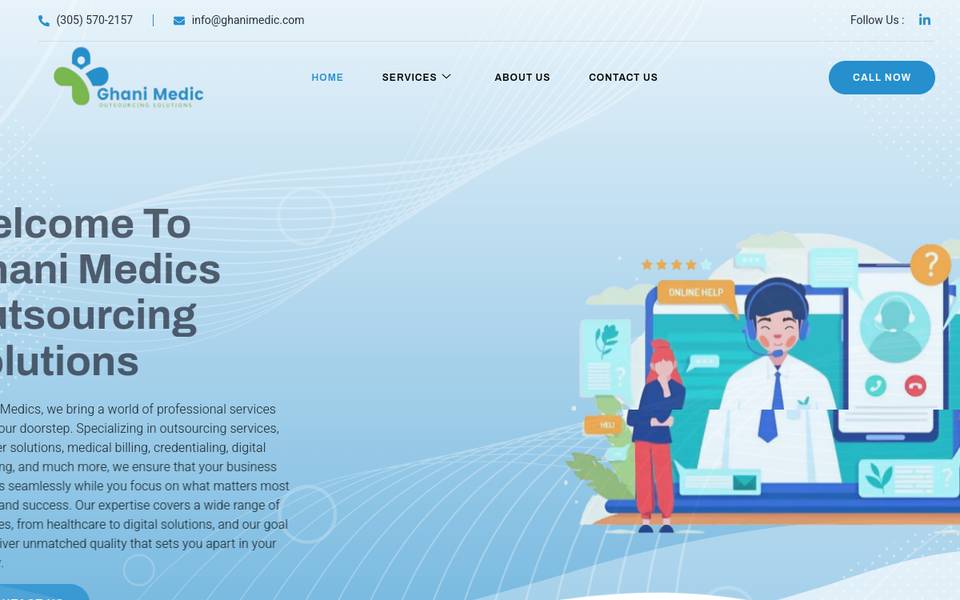 (305) 570-2157
info@ghanimedic.com
Follow Us :
Ghani Medic
OUTSOURCING SOLUTIONS
HOME
SERVICES
ABOUT US
CONTACT US
CALL NOW
elcome To
hani Medics
utsourcing
olutions
Medics, we bring a world of professional services
our doorstep. Specializing in outsourcing services,
er solutions, medical billing, credentialing, digital
ng, and much more, we ensure that your business
s seamlessly while you focus on what matters most
and success. Our expertise covers a wide range of
es, from healthcare to digital solutions, and our goal
iver unmatched quality that sets you apart in your
ONLINE HELP
?
?
HELP
?